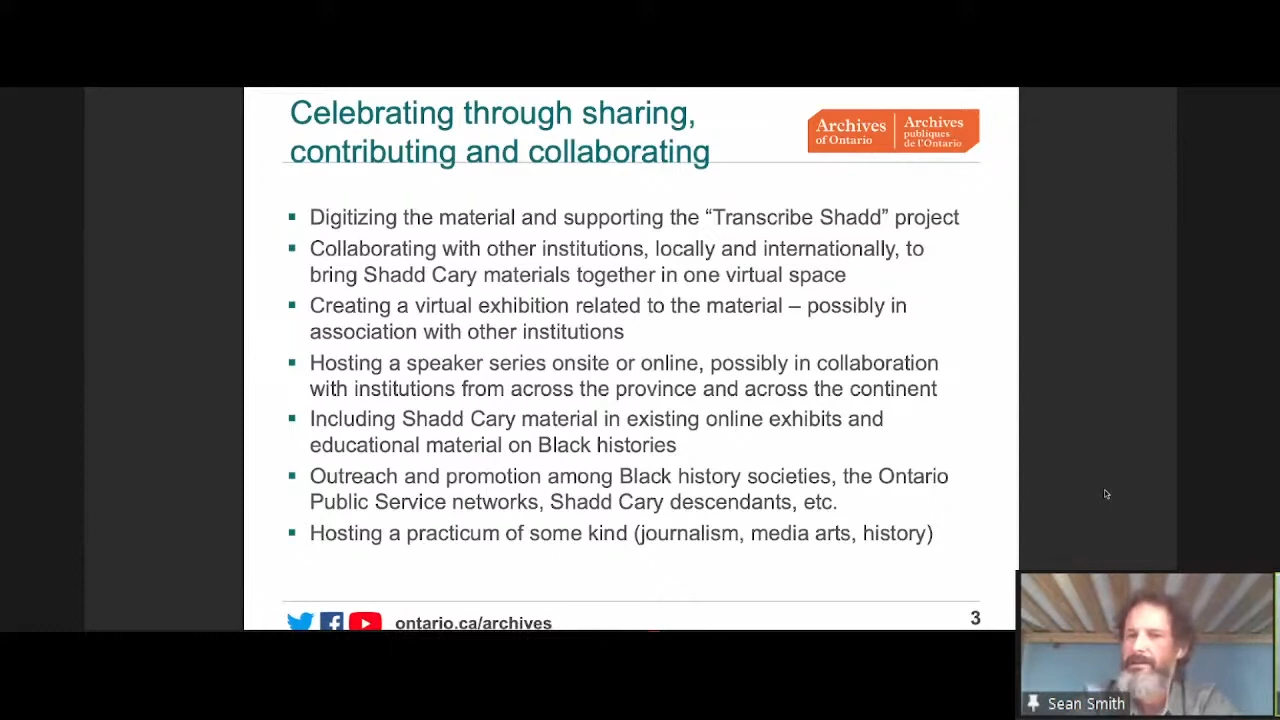 Celebrating through sharing,
contributing and collaborating
Archives
of Ontario
Archives
publiques
de l'Ontario
▪ Digitizing the material and supporting the “Transcribe Shadd” project
▪ Collaborating with other institutions, locally and internationally, to
bring Shadd Cary materials together in one virtual space
▪ Creating a virtual exhibition related to the material – possibly in
association with other institutions
▪ Hosting a speaker series onsite or online, possibly in collaboration
with institutions from across the province and across the continent
▪ Including Shadd Cary material in existing online exhibits and
educational material on Black histories
▪ Outreach and promotion among Black history societies, the Ontario
Public Service networks, Shadd Cary descendants, etc.
▪ Hosting a practicum of some kind (journalism, media arts, history)
ontario.ca/archives
3
Sean Smith